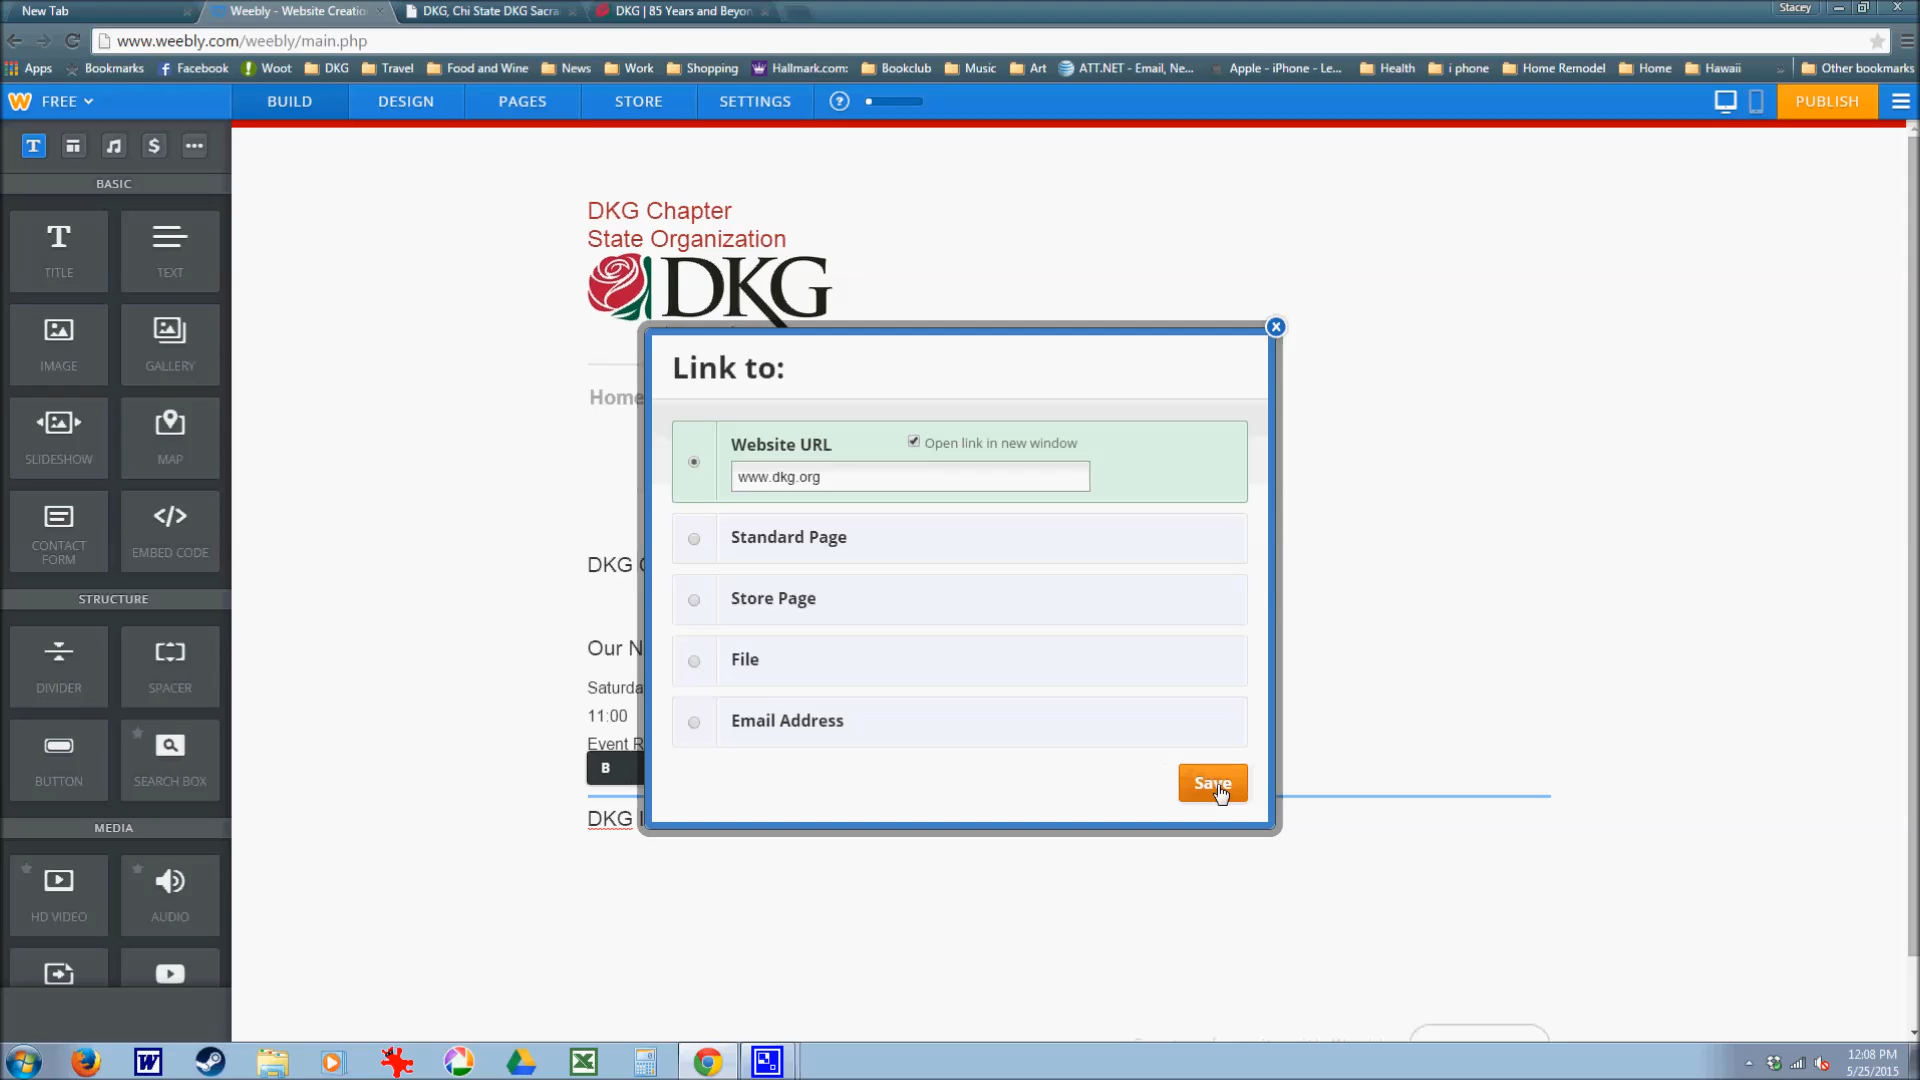 New Tab
Weebly - Website Creatio
DKG, Chi State DKG Sacra
DKG | 85 Years and Beyon
Stacey
www.weebly.com/weebly/main.php
Apps
Bookmarks
Facebook
Woot
DKG
Travel
Food and Wine
News
Work
Shopping
Hallmark.com:
Bookclub
Music
Art
AT&T.NET - Email, Ne...
Apple - iPhone - Le...
Health
i phone
Home Remodel
Home
Hawaii
»
Other bookmarks
FREE
BUILD
DESIGN
PAGES
STORE
SETTINGS
?
PUBLISH
T
$
BASIC
TITLE
TEXT
IMAGE
GALLERY
SLIDESHOW
MAP
CONTACT
FORM
EMBED CODE
STRUCTURE
DIVIDER
SPACER
BUTTON
SEARCH BOX
MEDIA
HD VIDEO
AUDIO
DKG Chapter
State Organization
DKG
Home
DKG
Our N
Saturda
11:00
Event R
B
DKG I
Link to:
Website URL
Open link in new window
www.dkg.org
Standard Page
Store Page
File
Email Address
Save
12:08 PM
5/25/2015